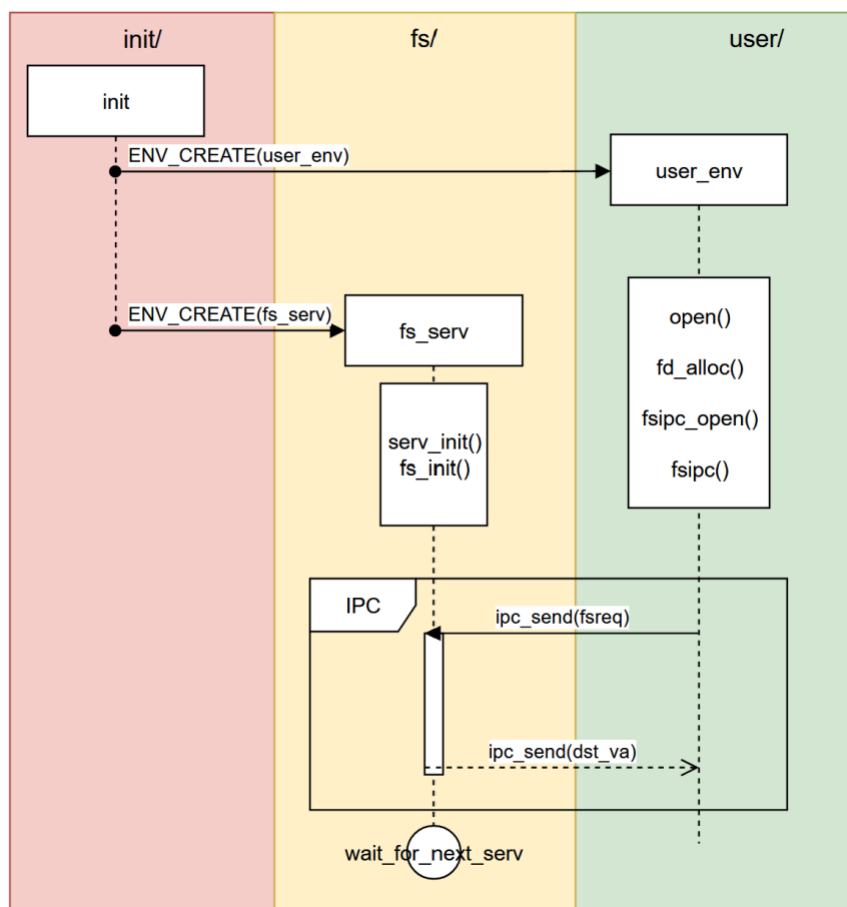 init/
fs/
user/
init
ENV_CREATE(user_env)
user_env
ENV_CREATE(fs_serv)
fs_serv
open()
fd_alloc()
fsipc_open()
fsipc()
serv_init()
fs_init()
IPC
ipc_send(fsreq)
ipc_send(dst_va)
wait_for_next_serv